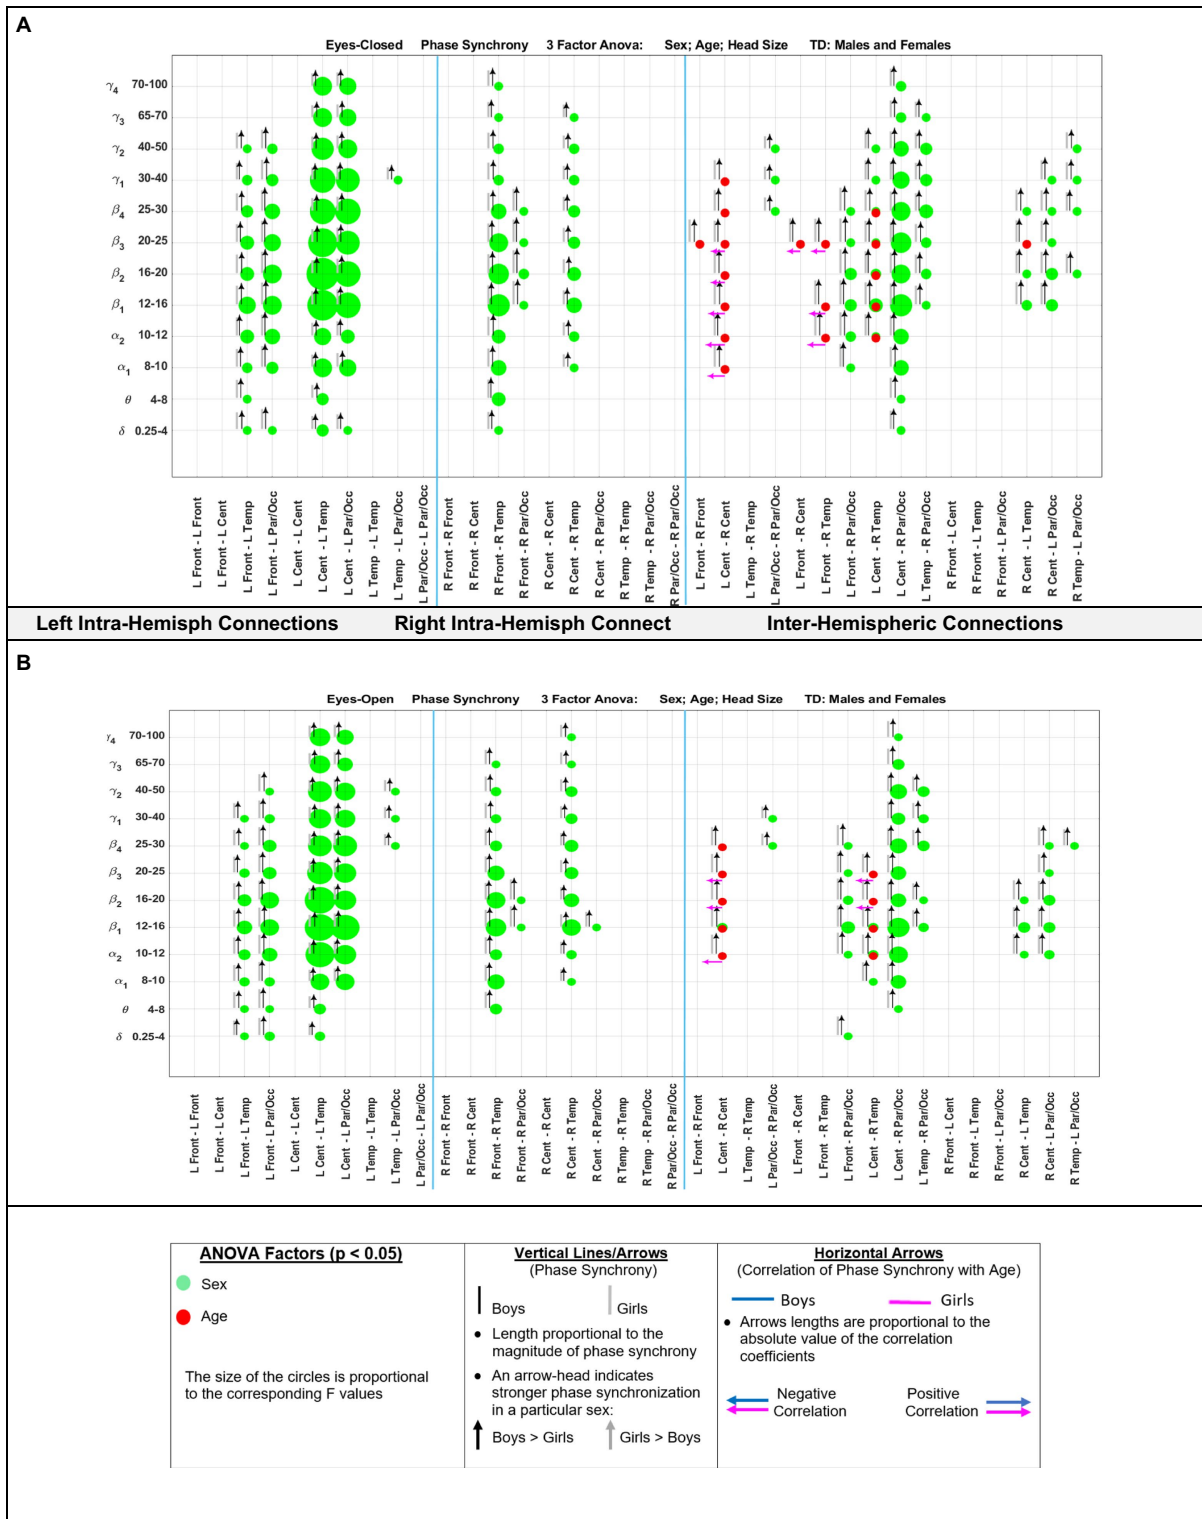 A
Eyes-Closed Phase Synchrony 3 Factor Anova: Sex; Age; Head Size TD: Males and Females
γ4 70-100
γ3 65-70
γ2 40-50
γ1 30-40
β4 25-30
β3 20-25
β2 16-20
β1 12-16
α2 10-12
α1 8-10
θ 4-8
δ 0.25-4
L Front - L Front
L Front - L Cent
L Front - L Temp
L Front - L Par/Occ
L Cent - L Cent
L Cent - L Temp
L Cent - L Par/Occ
L Temp - L Temp
L Temp - L Par/Occ
L Par/Occ - L Par/Occ
R Front - R Front
R Front - R Cent
R Front - R Temp
R Front - R Par/Occ
R Cent - R Cent
R Cent - R Temp
R Cent - R Par/Occ
R Temp - R Temp
R Temp - R Par/Occ
R Par/Occ - R Par/Occ
L Front - R Front
L Cent - R Cent
L Temp - R Temp
L Par/Occ - R Par/Occ
L Front - R Cent
L Front - R Temp
L Front - R Par/Occ
L Cent - R Temp
L Cent - R Par/Occ
L Temp - R Par/Occ
R Front - L Cent
R Front - L Temp
R Front - L Par/Occ
R Cent - L Temp
R Cent - L Par/Occ
R Temp - L Par/Occ
Left Intra-Hemisph Connections Right Intra-Hemisph Connect Inter-Hemispheric Connections
B
Eyes-Open Phase Synchrony 3 Factor Anova: Sex; Age; Head Size TD: Males and Females
γ4 70-100
γ3 65-70
γ2 40-50
γ1 30-40
β4 25-30
β3 20-25
β2 16-20
β1 12-16
α2 10-12
α1 8-10
θ 4-8
δ 0.25-4
L Front - L Front
L Front - L Cent
L Front - L Temp
L Front - L Par/Occ
L Cent - L Cent
L Cent - L Temp
L Cent - L Par/Occ
L Temp - L Temp
L Temp - L Par/Occ
L Par/Occ - L Par/Occ
R Front - R Front
R Front - R Cent
R Front - R Temp
R Front - R Par/Occ
R Cent - R Cent
R Cent - R Temp
R Cent - R Par/Occ
R Temp - R Temp
R Temp - R Par/Occ
R Par/Occ - R Par/Occ
L Front - R Front
L Cent - R Cent
L Temp - R Temp
L Par/Occ - R Par/Occ
L Front - R Cent
L Front - R Temp
L Front - R Par/Occ
L Cent - R Temp
L Cent - R Par/Occ
L Temp - R Par/Occ
R Front - L Cent
R Front - L Temp
R Front - L Par/Occ
R Cent - L Temp
R Cent - L Par/Occ
R Temp - L Par/Occ
ANOVA Factors (p < 0.05)
Sex
Age
The size of the circles is proportional
to the corresponding F values
Vertical Lines/Arrows
(Phase Synchrony)
Boys Girls
• Length proportional to the
magnitude of phase synchrony
• An arrow-head indicates
stronger phase synchronization
in a particular sex:
Boys > Girls Girls > Boys
Horizontal Arrows
(Correlation of Phase Synchrony with Age)
Boys Girls
• Arrows lengths are proportional to the
absolute value of the correlation
coefficients
Negative Positive
Correlation Correlation